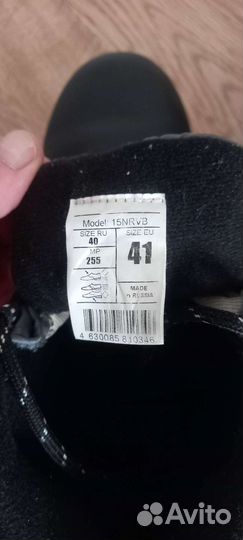 Model: 15NRVB
SIZE RU
40
MP
255
SIZE EU
41
MADE
in RUSSIA
4 630085 810346
Avito